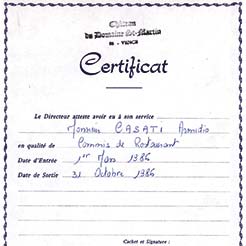 Château
du Domaine St-Martin
06 - VENCE
Certificat
Le Directeur atteste avoir eu à son service
Monsieur CASATI Armidio
en qualité de Commis de Restaurant
Date d'Entrée 1er Mars 1986
Date de Sortie 31 Octobre 1986
Cachet et Signature :